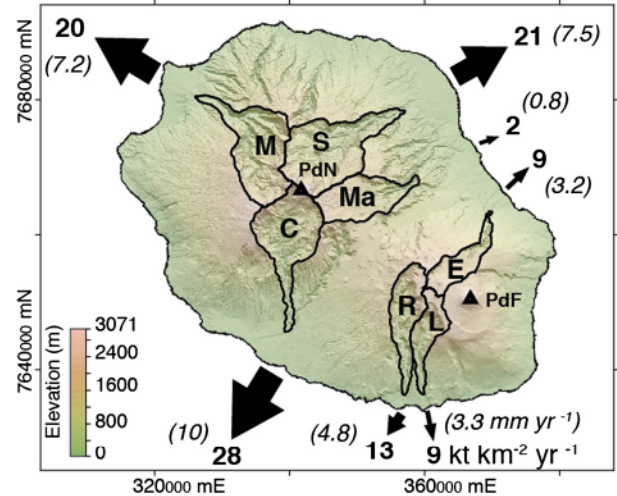 20
(7.2)
21
(7.5)
(0.8)
2
9
(3.2)
7680000 mN
M
S
PdN
Ma
C
E
R
L
PdF
7640000 mN
Elevation (m)
3071
2400
1600
800
0
(10)
28
(4.8)
13
(3.3 mm yr -1)
9 kt km-2 yr -1
320000 mE
360000 mE